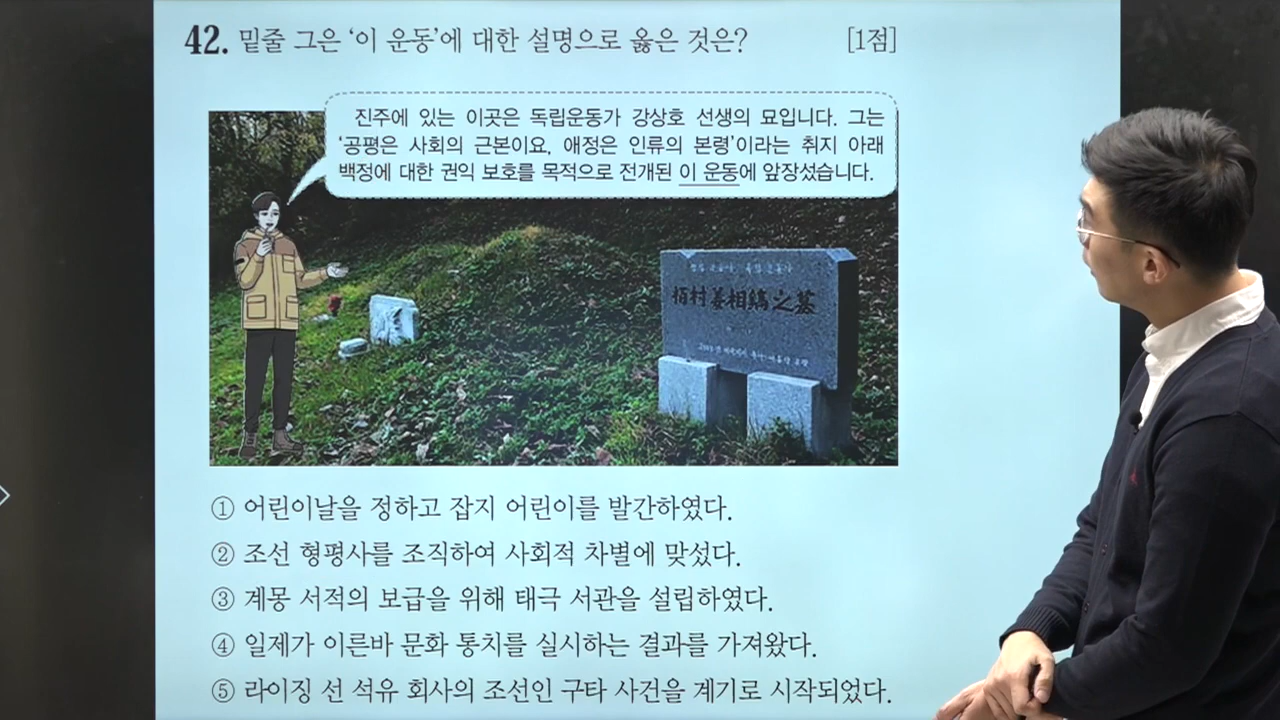 42. 밑줄 그은 ‘이 운동’에 대한 설명으로 옳은 것은? [1점]
진주에 있는 이곳은 독립운동가 강상호 선생의 묘입니다. 그는
‘공평은 사회의 근본이요, 애정은 인류의 본령’이라는 취지 아래
백정에 대한 권익 보호를 목적으로 전개된 이 운동에 앞장섰습니다.
栢村姜相鎬之墓
① 어린이날을 정하고 잡지 어린이를 발간하였다.
② 조선 형평사를 조직하여 사회적 차별에 맞섰다.
③ 계몽 서적의 보급을 위해 태극 서관을 설립하였다.
④ 일제가 이른바 문화 통치를 실시하는 결과를 가져왔다.
⑤ 라이징 선 석유 회사의 조선인 구타 사건을 계기로 시작되었다.